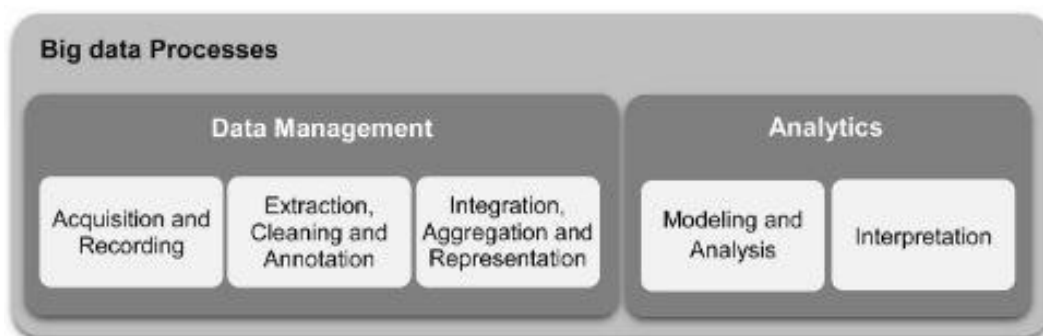 Big data Processes
Data Management
Analytics
Acquisition and
Recording
Extraction,
Cleaning and
Annotation
Integration,
Aggregation and
Representation
Modeling and
Analysis
Interpretation